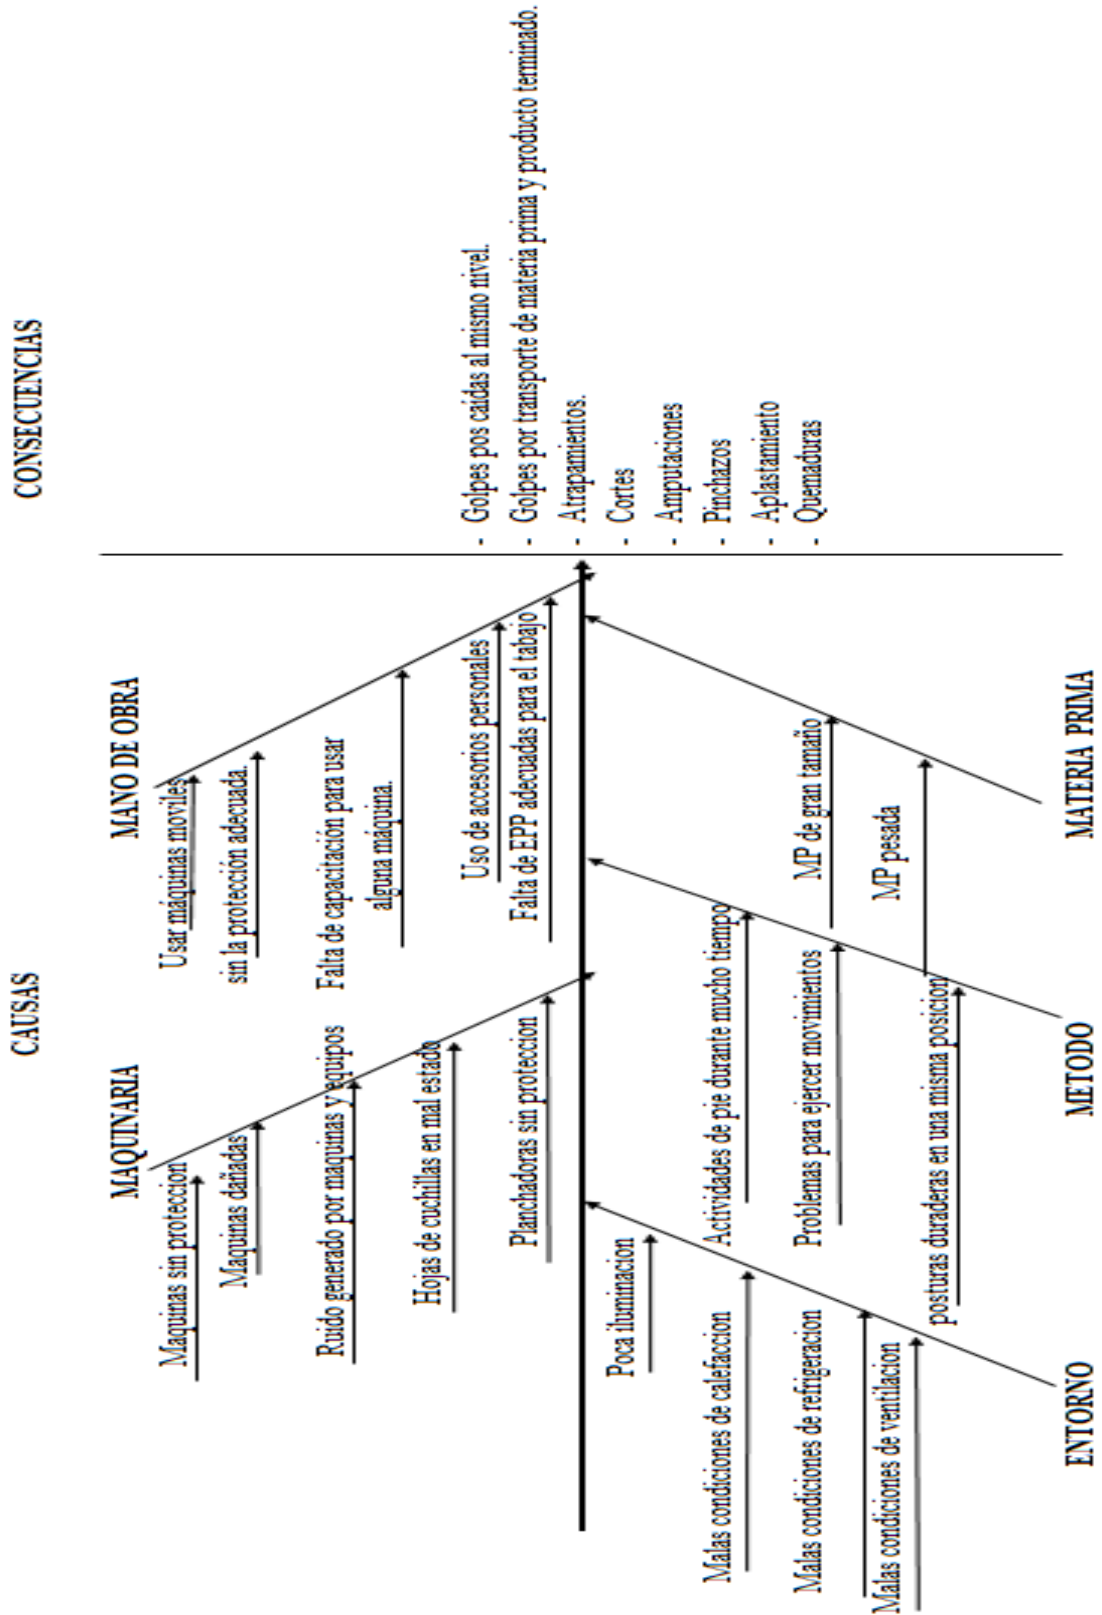 CAUSAS
CONSECUENCIAS
MAQUINARIA
Maquinas sin proteccion
Maquinas dañadas
Ruido generado por maquinas y equipos
Hojas de cuchillas en mal estado
Planchadoras sin proteccion
MANO DE OBRA
Usar máquinas moviles
sin la protección adecuada.
Falta de capacitación para usar
alguna máquina.
Uso de accesorios personales
Falta de EPP adecuadas para el tabajo
- Golpes pos caídas al mismo nivel.
- Golpes por transporte de materia prima y producto terminado.
- Atrapamientos.
- Cortes
- Amputaciones
- Pinchazos
- Aplastamiento
- Quemaduras
Poca iluminacion
Malas condiciones de calefaccion
Malas condiciones de refrigeracion
Malas condiciones de ventilacion
ENTORNO
Actividades de pie durante mucho tiempo
Problemas para ejercer movimientos
posturas duraderas en una misma posicion
METODO
MP de gran tamaño
MP pesada
MATERIA PRIMA